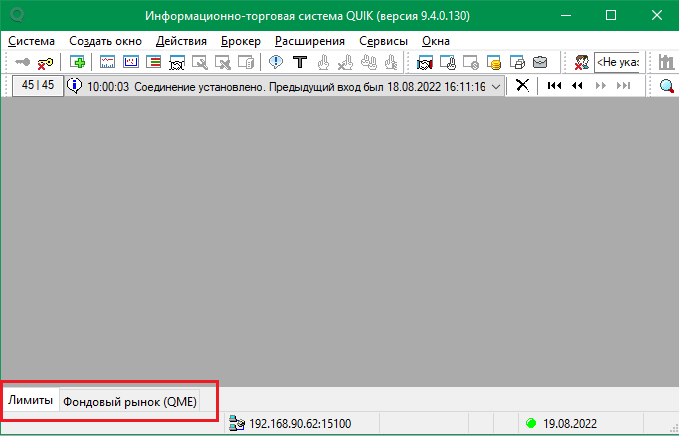 Информационно-торговая система QUIK (версия 9.4.0.130)
Система Создать окно Действия Брокер Расширения Сервисы Окна
<Не указ
45 | 45 10:00:03 Соединение установлено. Предыдущий вход был 18.08.2022 16:11:16
Лимиты Фондовый рынок (QME)
192.168.90.62:15100 19.08.2022